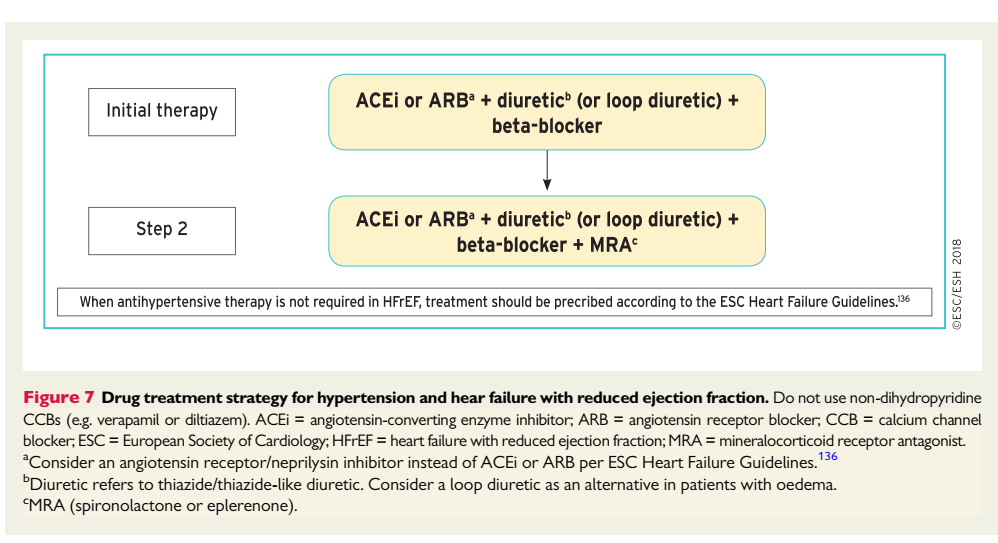 Initial therapy
ACEi or ARBᵃ + diureticᵇ (or loop diuretic) +
beta-blocker
Step 2
ACEi or ARBᵃ + diureticᵇ (or loop diuretic) +
beta-blocker + MRAᶜ
When antihypertensive therapy is not required in HFrEF, treatment should be precribed according to the ESC Heart Failure Guidelines.¹³⁶
©ESC/ESH 2018
Figure 7 Drug treatment strategy for hypertension and hear failure with reduced ejection fraction. Do not use non-dihydropyridine
CCBs (e.g. verapamil or diltiazem). ACEi = angiotensin-converting enzyme inhibitor; ARB = angiotensin receptor blocker; CCB = calcium channel
blocker; ESC = European Society of Cardiology; HFrEF = heart failure with reduced ejection fraction; MRA = mineralocorticoid receptor antagonist.
ᵃConsider an angiotensin receptor/neprilysin inhibitor instead of ACEi or ARB per ESC Heart Failure Guidelines.¹³⁶
ᵇDiuretic refers to thiazide/thiazide-like diuretic. Consider a loop diuretic as an alternative in patients with oedema.
ᶜMRA (spironolactone or eplerenone).